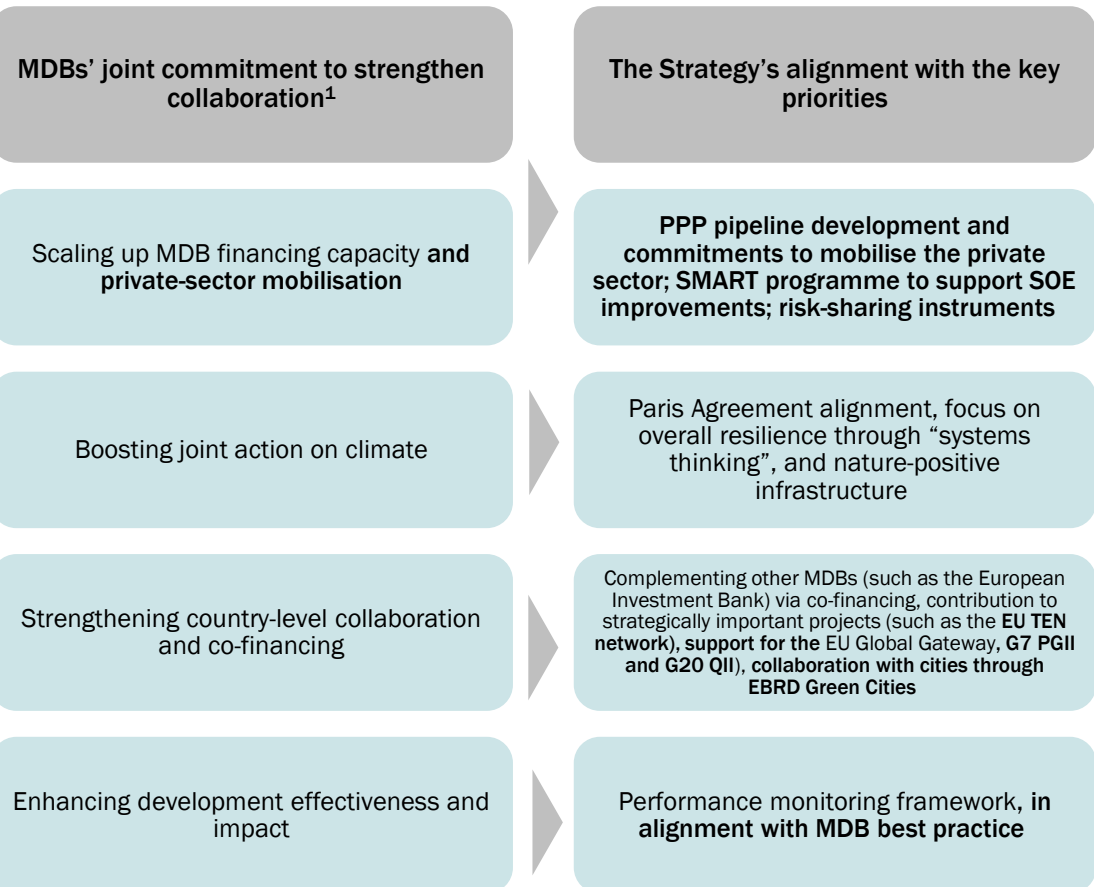 MDBs' joint commitment to strengthen
collaboration1
The Strategy's alignment with the key
priorities
Scaling up MDB financing capacity and
private-sector mobilisation
PPP pipeline development and
commitments to mobilise the private
sector; SMART programme to support SOE
improvements; risk-sharing instruments
Boosting joint action on climate
Paris Agreement alignment, focus on
overall resilience through “systems
thinking”, and nature-positive
infrastructure
Strengthening country-level collaboration
and co-financing
Complementing other MDBs (such as the European
Investment Bank) via co-financing, contribution to
strategically important projects (such as the EU TEN
network), support for the EU Global Gateway, G7 PGII
and G20 QII), collaboration with cities through
EBRD Green Cities
Enhancing development effectiveness and
impact
Performance monitoring framework, in
alignment with MDB best practice